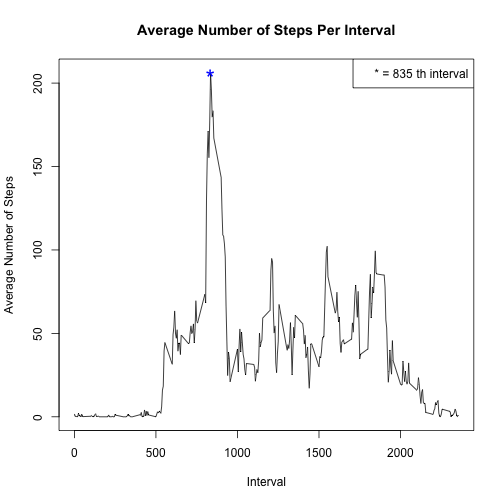 Average Number of Steps Per Interval
* = 835 th interval
Average Number of Steps
200
150
100
50
0
0 500 1000 1500 2000
Interval